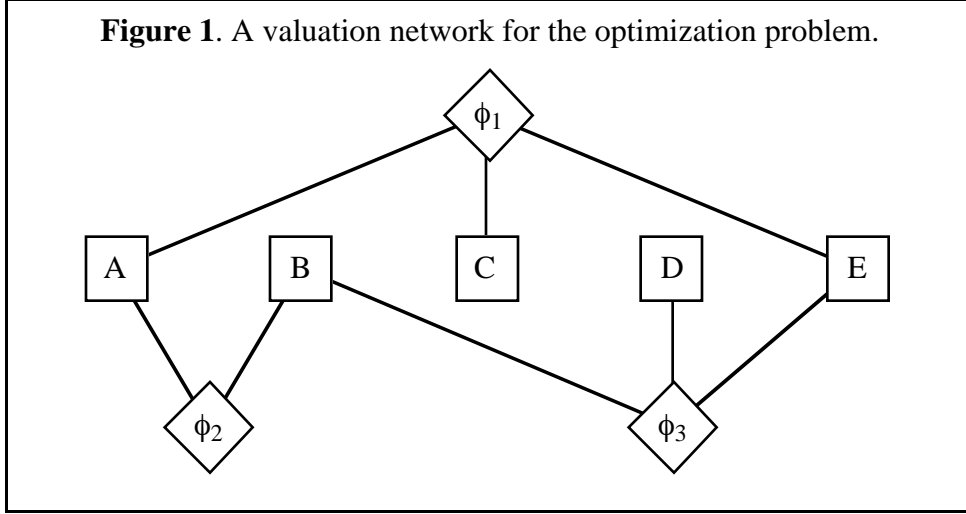 Figure 1. A valuation network for the optimization problem.
ϕ1
A B C D E
ϕ2 ϕ3